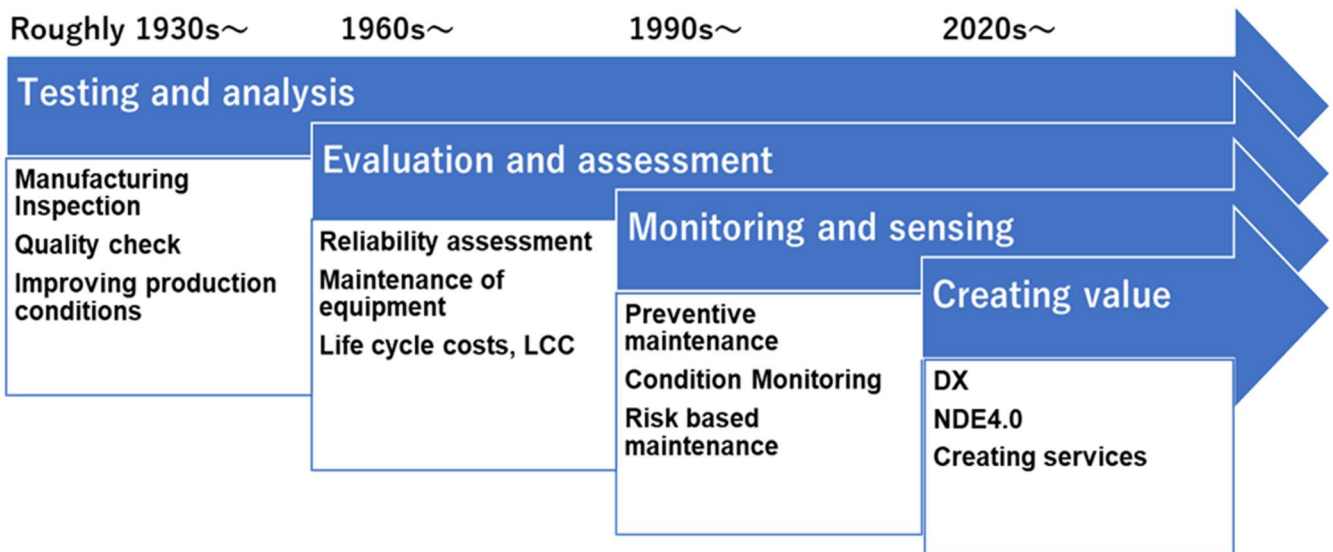 Roughly 1930s～
1960s～
1990s～
2020s～
Testing and analysis
Manufacturing
Inspection
Quality check
Improving production
conditions
Evaluation and assessment
Reliability assessment
Maintenance of
equipment
Life cycle costs, LCC
Monitoring and sensing
Preventive
maintenance
Condition Monitoring
Risk based
maintenance
Creating value
DX
NDE4.0
Creating services